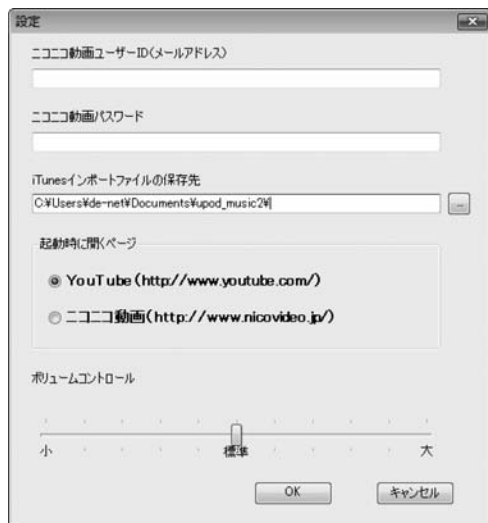 設定
ニコニコ動画ユーザーID(メールアドレス)
ニコニコ動画パスワード
iTunesインポートファイルの保存先
C:¥Users¥de-net¥Documents¥upod_music2¥
...
起動時に開くページ
YouTube(http://www.youtube.com/)
ニコニコ動画(http://www.nicovideo.jp/)
ボリュームコントロール
小 標準 大
OK キャンセル